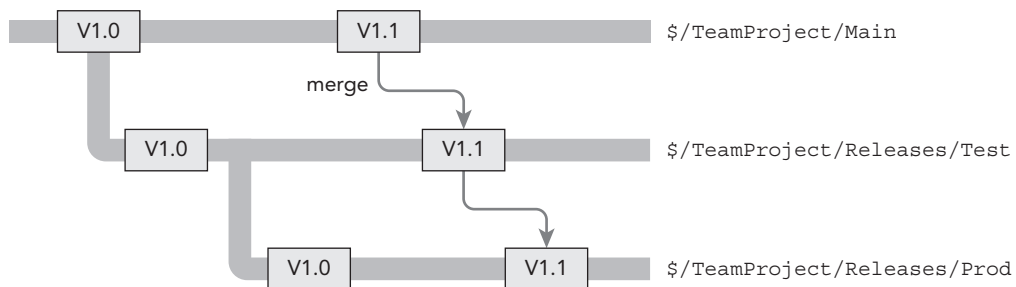 V1.0
V1.1
$/TeamProject/Main
merge
V1.0
V1.1
$/TeamProject/Releases/Test
V1.0
V1.1
$/TeamProject/Releases/Prod